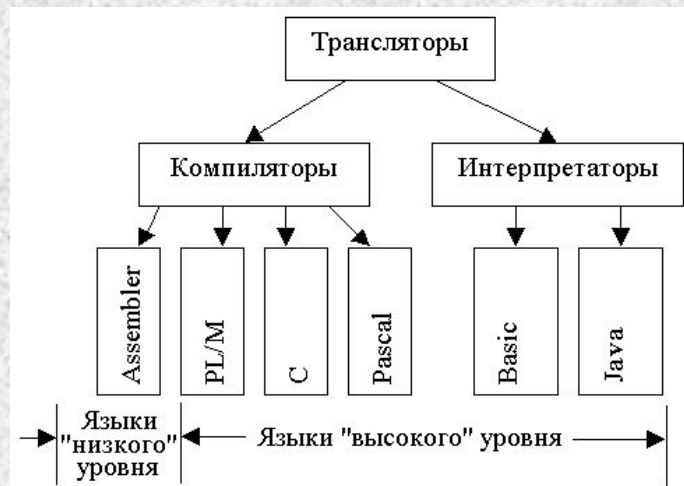 Трансляторы
Компиляторы
Интерпретаторы
Assembler
PL/M
C
Pascal
Basic
Java
Языки
"низкого"
уровня
Языки "высокого" уровня